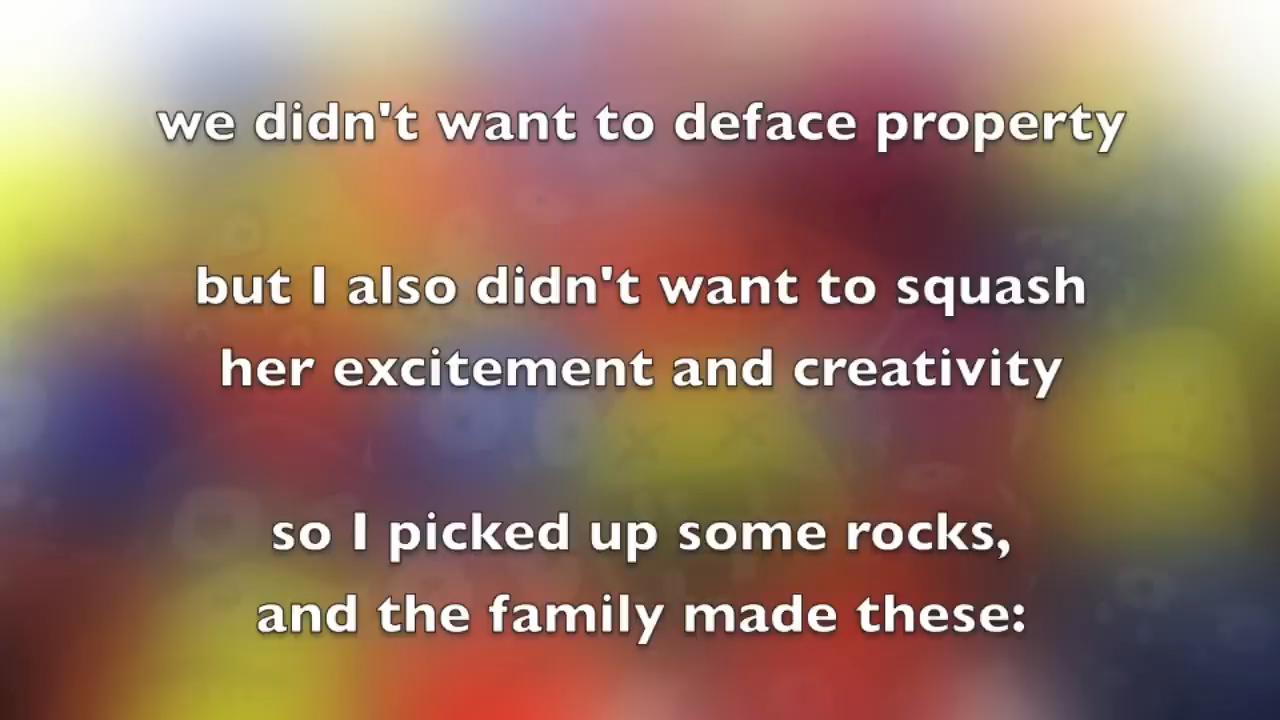 we didn't want to deface property
but I also didn't want to squash
her excitement and creativity
so I picked up some rocks,
and the family made these: